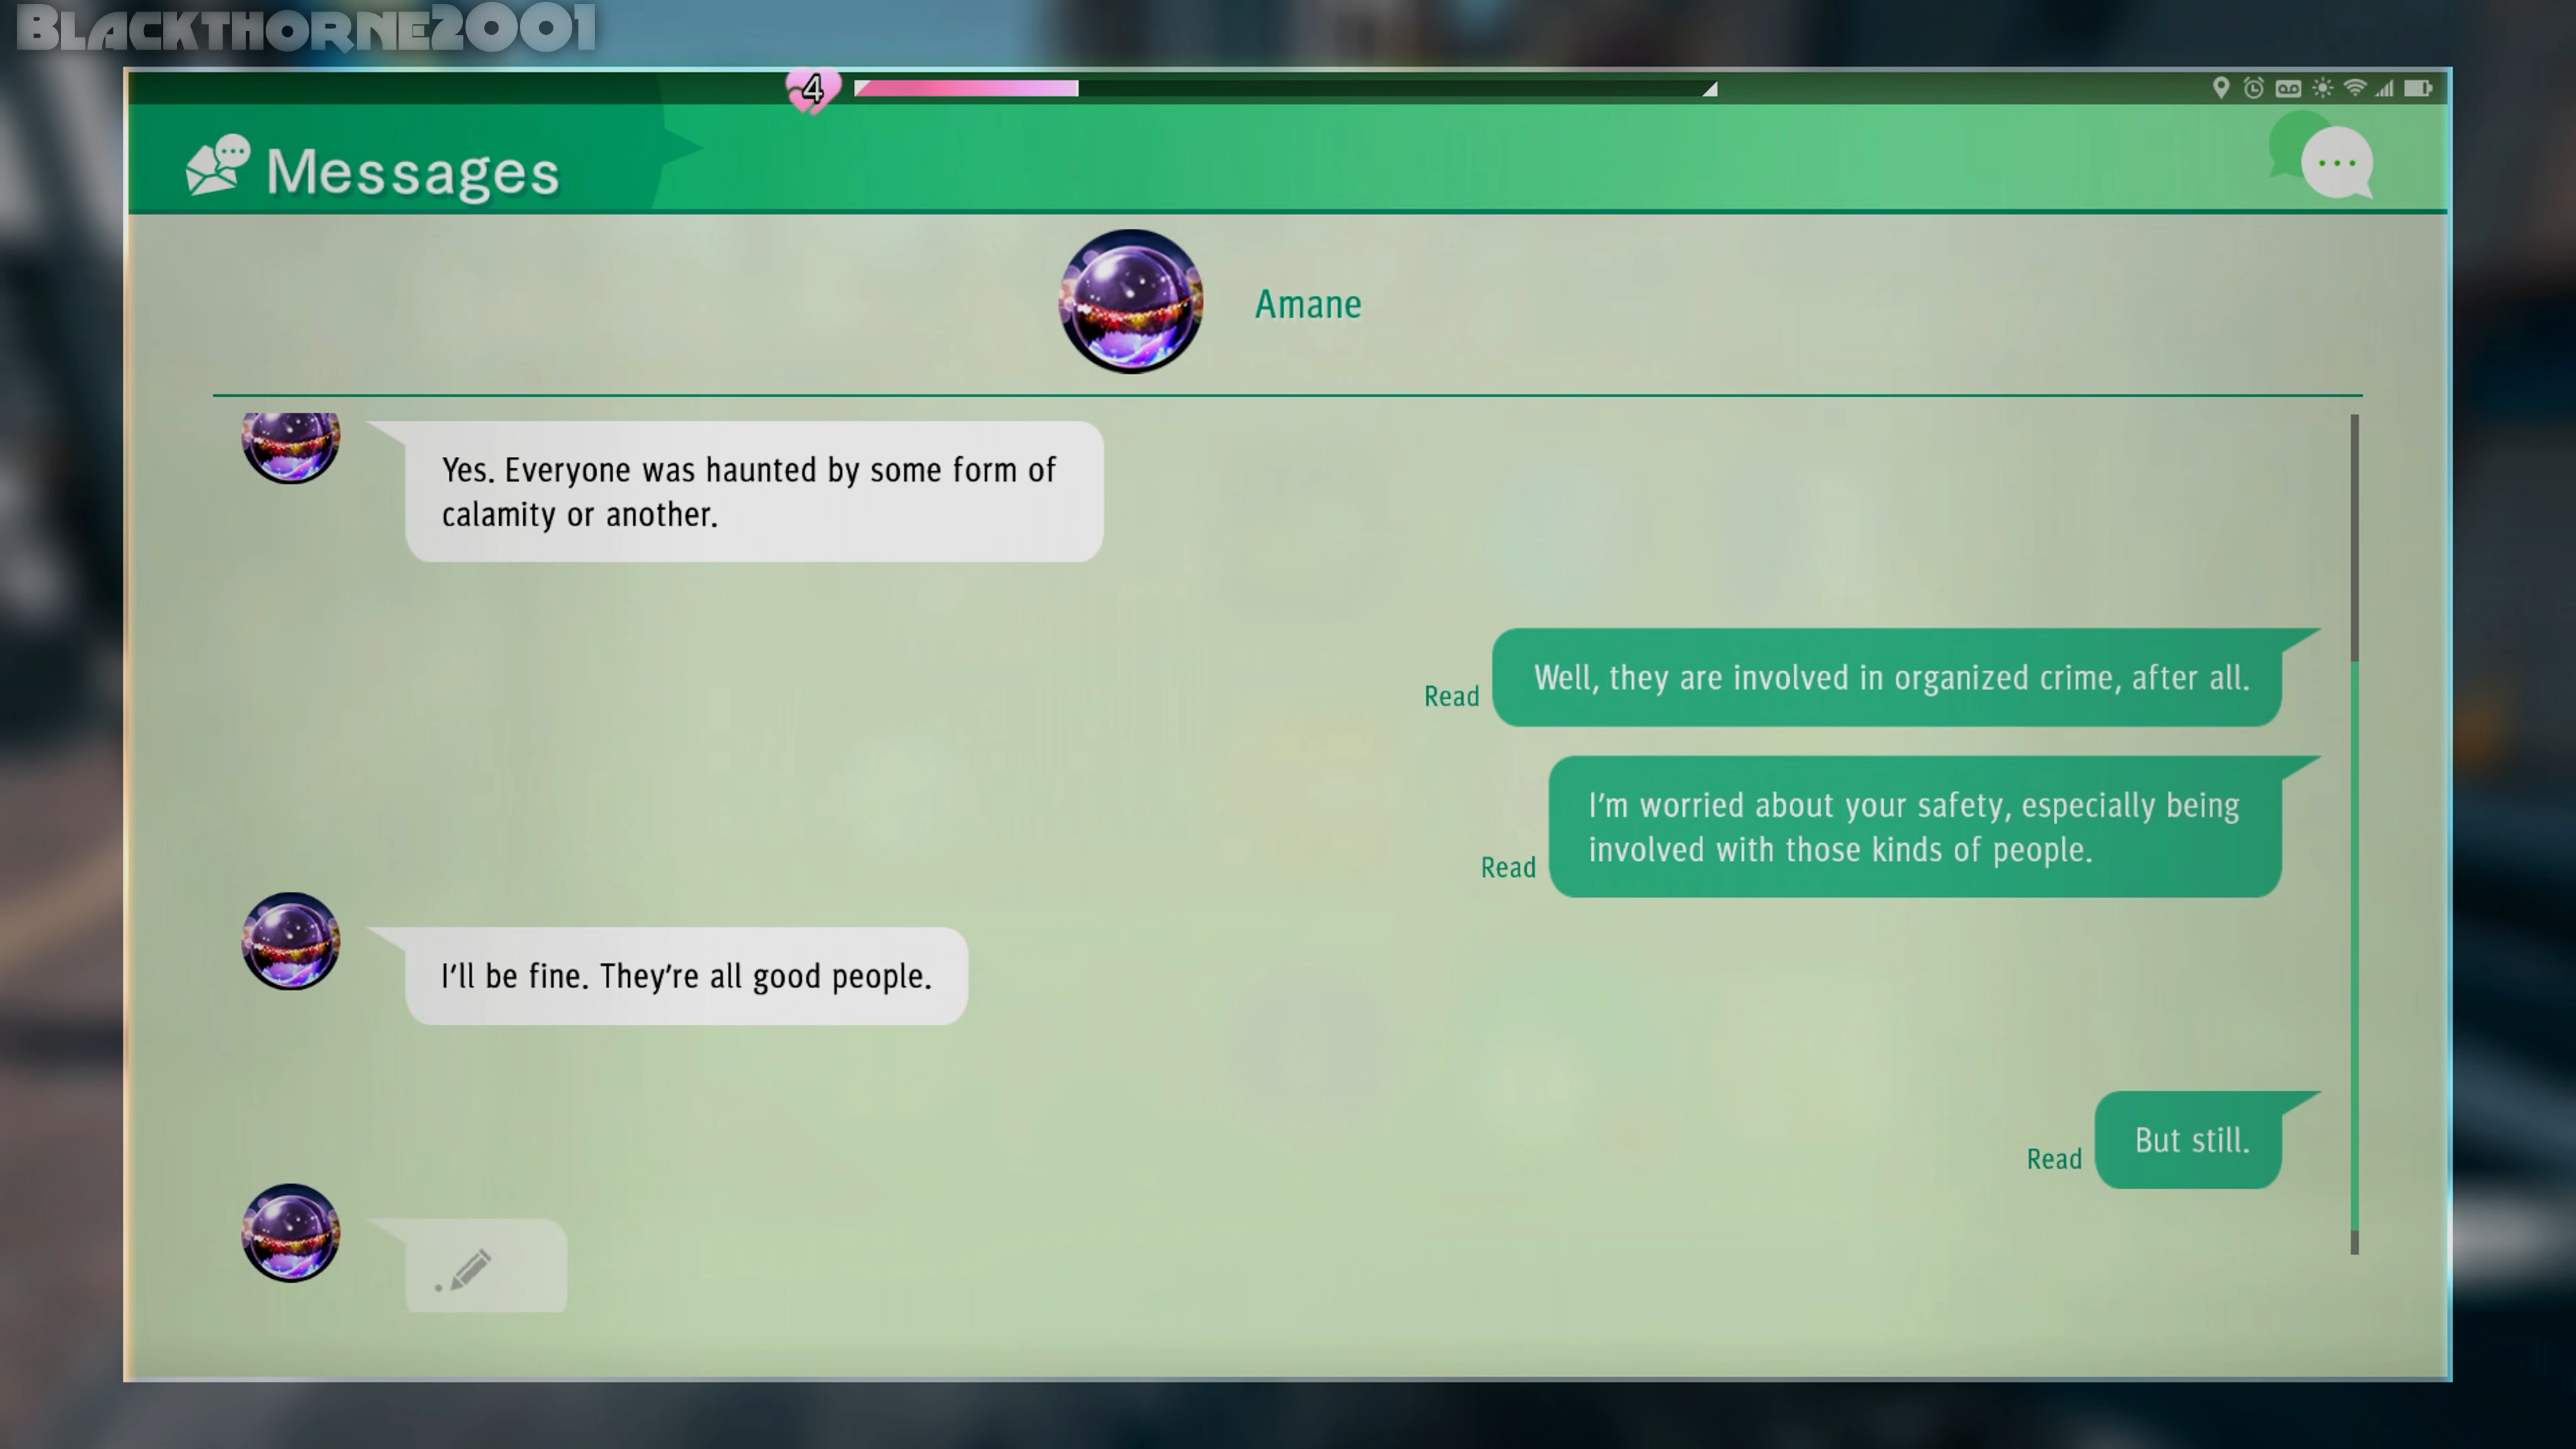 BLACKTHORNE2001
4
Messages
Amane
Yes. Everyone was haunted by some form of
calamity or another.
Well, they are involved in organized crime, after all.
Read
I'm worried about your safety, especially being
involved with those kinds of people.
Read
I'll be fine. They're all good people.
But still.
Read